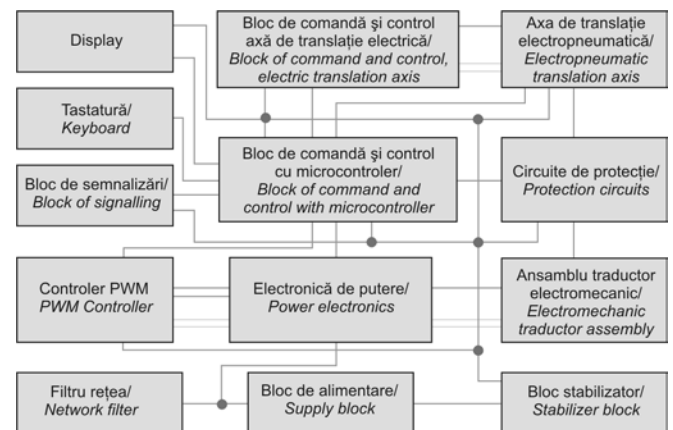 Display
Bloc de comandă şi control
axă de translaţie electrică/
Block of command and control,
electric translation axis
Axa de translaţie
electropneumatică/
Electropneumatic
translation axis
Tastatură/
Keyboard
Bloc de comandă şi control
cu microcontroler/
Block of command and
control with microcontroller
Circuite de protecţie/
Protection circuits
Bloc de semnalizări/
Block of signalling
Controler PWM
PWM Controller
Electronică de putere/
Power electronics
Ansamblu traductor
electromecanic/
Electromechanic
traductor assembly
Filtru reţea/
Network filter
Bloc de alimentare/
Supply block
Bloc stabilizator/
Stabilizer block